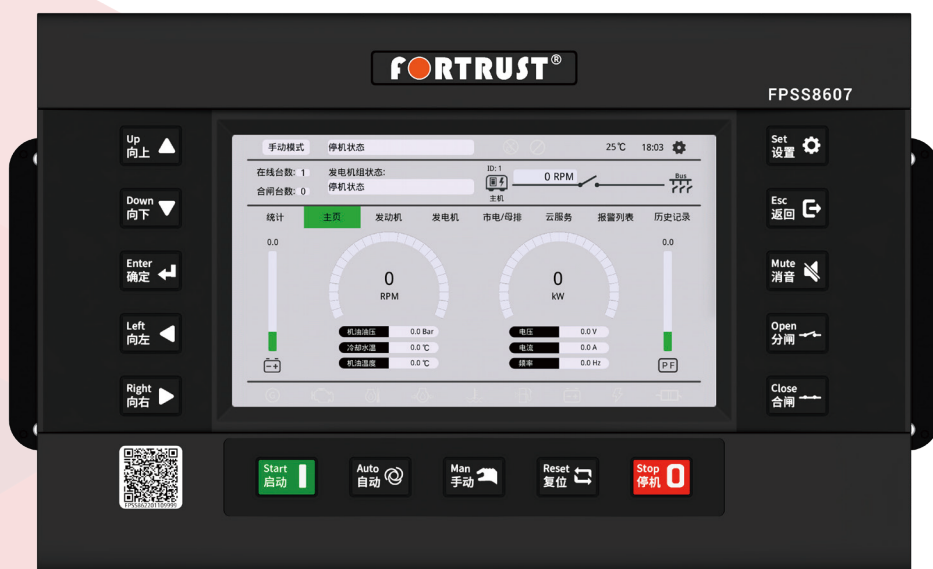 FORTRUST®
FPSS8607
Up
向上
Down
向下
Enter
确定
Left
向左
Right
向右
手动模式 停机状态 25℃ 18:03
在线台数: 1 发电机组状态:
合闸台数: 0 停机状态
ID: 1
主机
0 RPM
Bus
统计 主页 发动机 发电机 市电/母排 云服务 报警列表 历史记录
0.0
0
RPM
0
kW
0.0
机油油压 0.0 Bar
冷却水温 0.0 ℃
机油温度 0.0 ℃
电压 0.0 V
电流 0.0 A
频率 0.0 Hz
PF
Set
设置
Esc
返回
Mute
消音
Open
分闸
Close
合闸
FPSS862201109999
Start
启动
Auto
自动
Man
手动
Reset
复位
Stop
停机